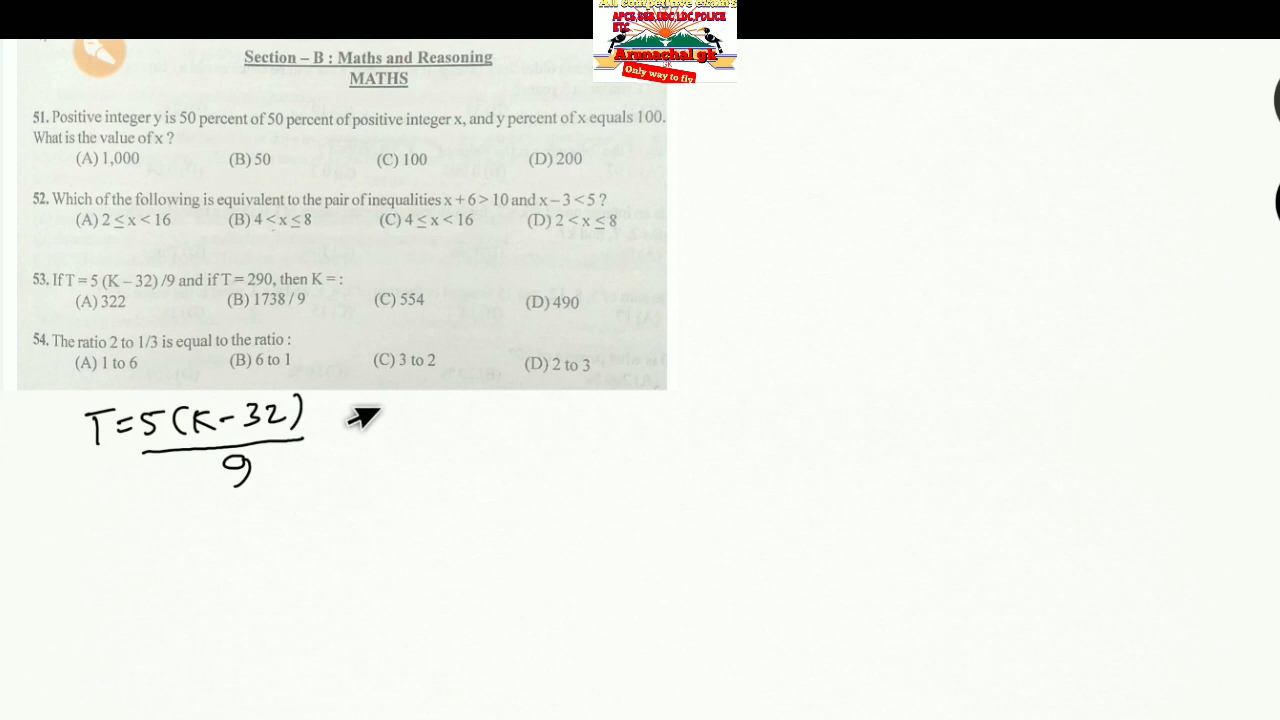 All competitive exams
APCS,SSB,UDC,LDC,POLICE
ETC
Arunachal gk
GK
Only way to fly
Section – B : Maths and Reasoning
MATHS
51. Positive integer y is 50 percent of 50 percent of positive integer x, and y percent of x equals 100.
What is the value of x ?
(A) 1,000 (B) 50 (C) 100 (D) 200
52. Which of the following is equivalent to the pair of inequalities x + 6 > 10 and x – 3 < 5 ?
(A) 2 ≤ x < 16 (B) 4 < x ≤ 8 (C) 4 ≤ x < 16 (D) 2 < x ≤ 8
53. If T = 5 (K – 32) /9 and if T = 290, then K = :
(A) 322 (B) 1738 / 9 (C) 554 (D) 490
54. The ratio 2 to 1/3 is equal to the ratio :
(A) 1 to 6 (B) 6 to 1 (C) 3 to 2 (D) 2 to 3
T = 5(K - 32)
9